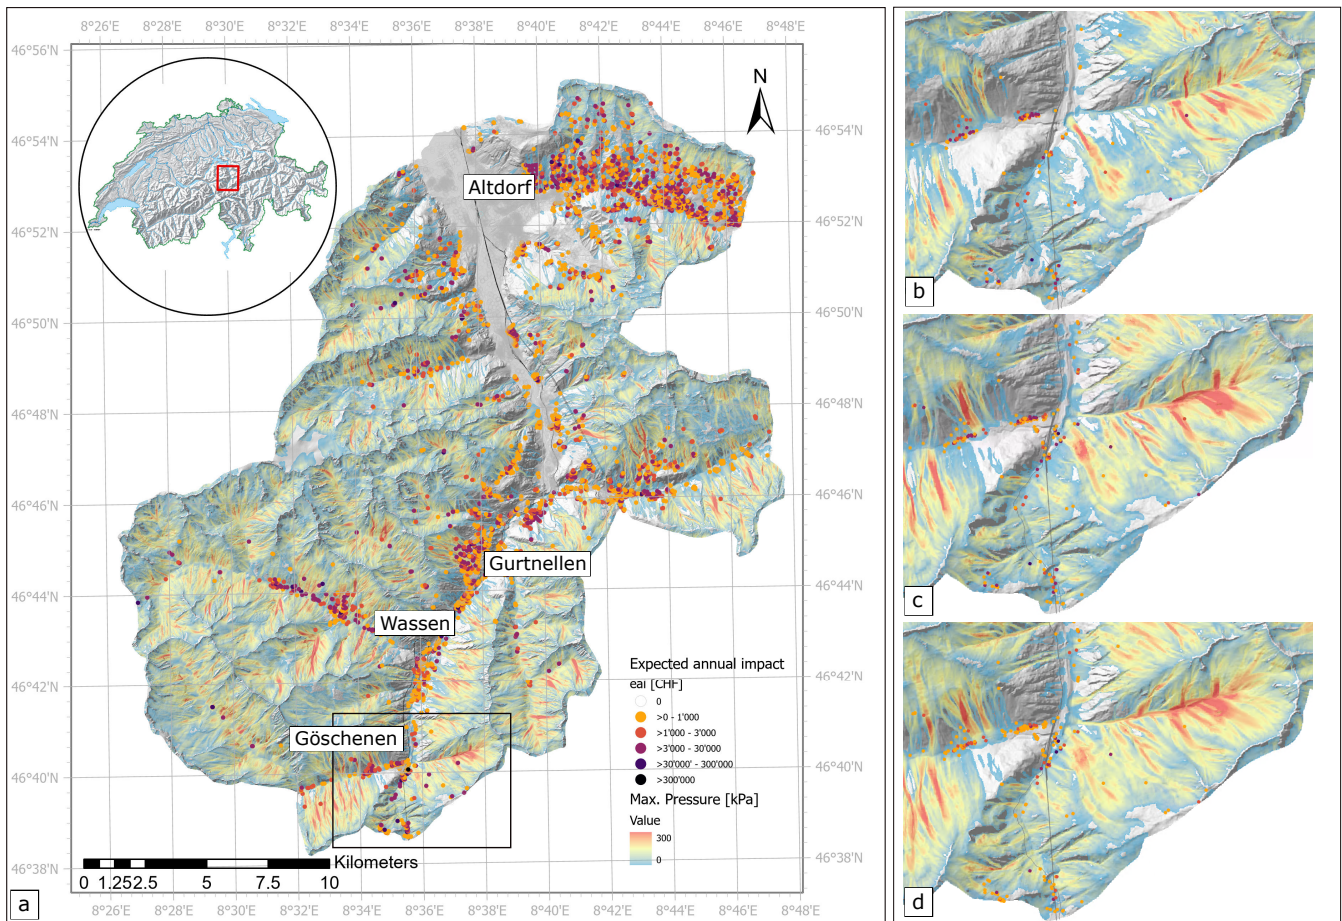 8°26'E 8°28'E 8°30'E 8°32'E 8°34'E 8°36'E 8°38'E 8°40'E 8°42'E 8°44'E 8°46'E 8°48'E
46°56'N
46°54'N 46°54'N
46°52'N 46°52'N
46°50'N 46°50'N
46°48'N 46°48'N
46°46'N 46°46'N
46°44'N 46°44'N
46°42'N 46°42'N
46°40'N 46°40'N
46°38'N 46°38'N
N
Altdorf
Gurtnellen
Wassen
Göschenen
Expected annual impact
eai [CHF]
0
>0 - 1'000
>1'000 - 3'000
>3'000 - 30'000
>30'000' - 300'000
>300'000
Max. Pressure [kPa]
Value
300
0
Kilometers
0 1.25 2.5 5 7.5 10
8°26'E 8°28'E 8°30'E 8°32'E 8°34'E 8°36'E 8°38'E 8°40'E 8°42'E 8°44'E 8°46'E 8°48'E
a
b
c
d